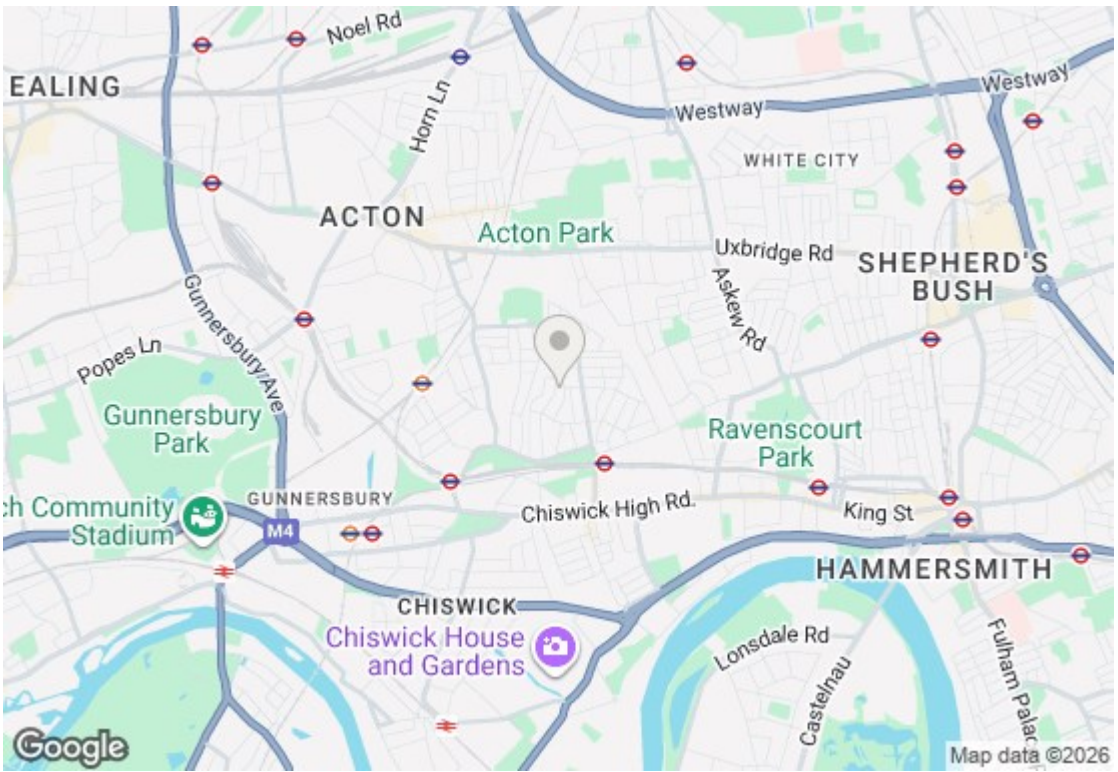 Noel Rd
EALING
Horn Ln
Westway
Westway
WHITE CITY
ACTON
Acton Park
Uxbridge Rd
SHEPHERD'S
BUSH
Gunnersbury Ave
Askew Rd
Popes Ln
Gunnersbury
Park
Ravenscourt
Park
GUNNERSBURY
ch Community
Stadium
M4
Chiswick High Rd.
King St
HAMMERSMITH
CHISWICK
Chiswick House
and Gardens
Lonsdale Rd
Castelnau
Fulham Palac
Google
Map data ©2026